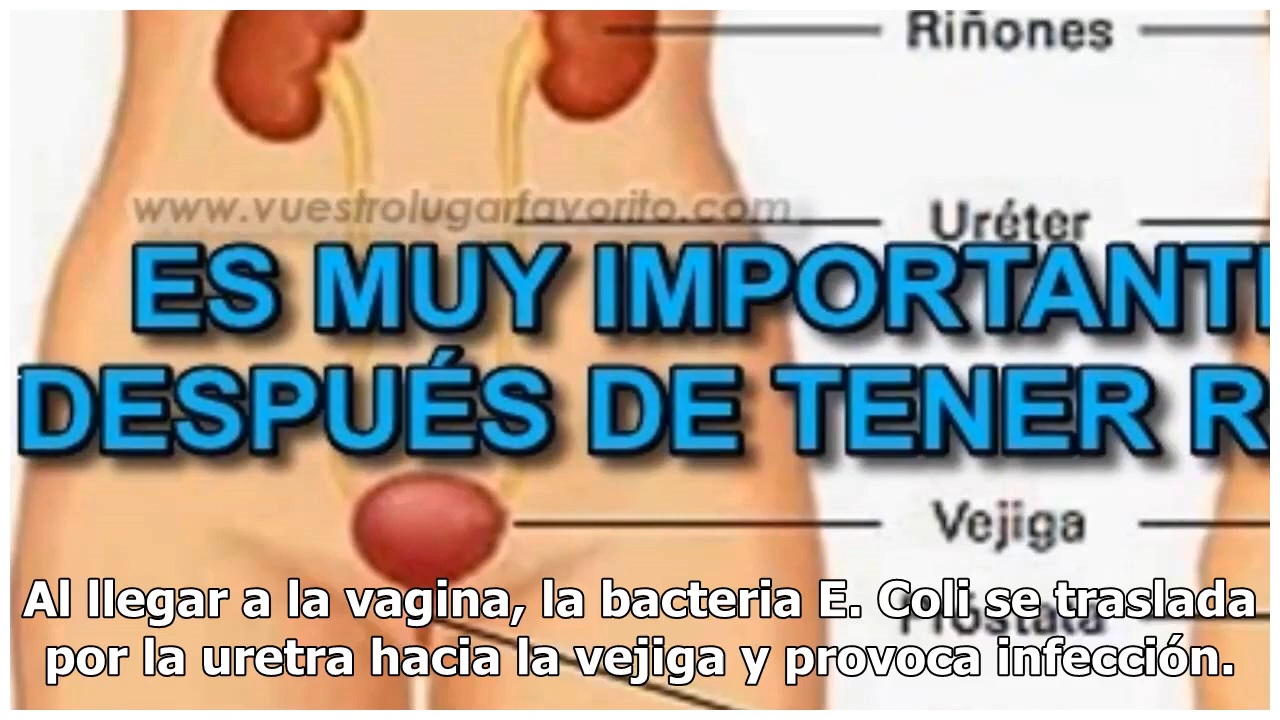 Riñones
www.vuestrolugarfavorito.com
Uréter
ES MUY IMPORTANT
DESPUÉS DE TENER R
Vejiga
Próstata
Al llegar a la vagina, la bacteria E. Coli se traslada
por la uretra hacia la vejiga y provoca infección.